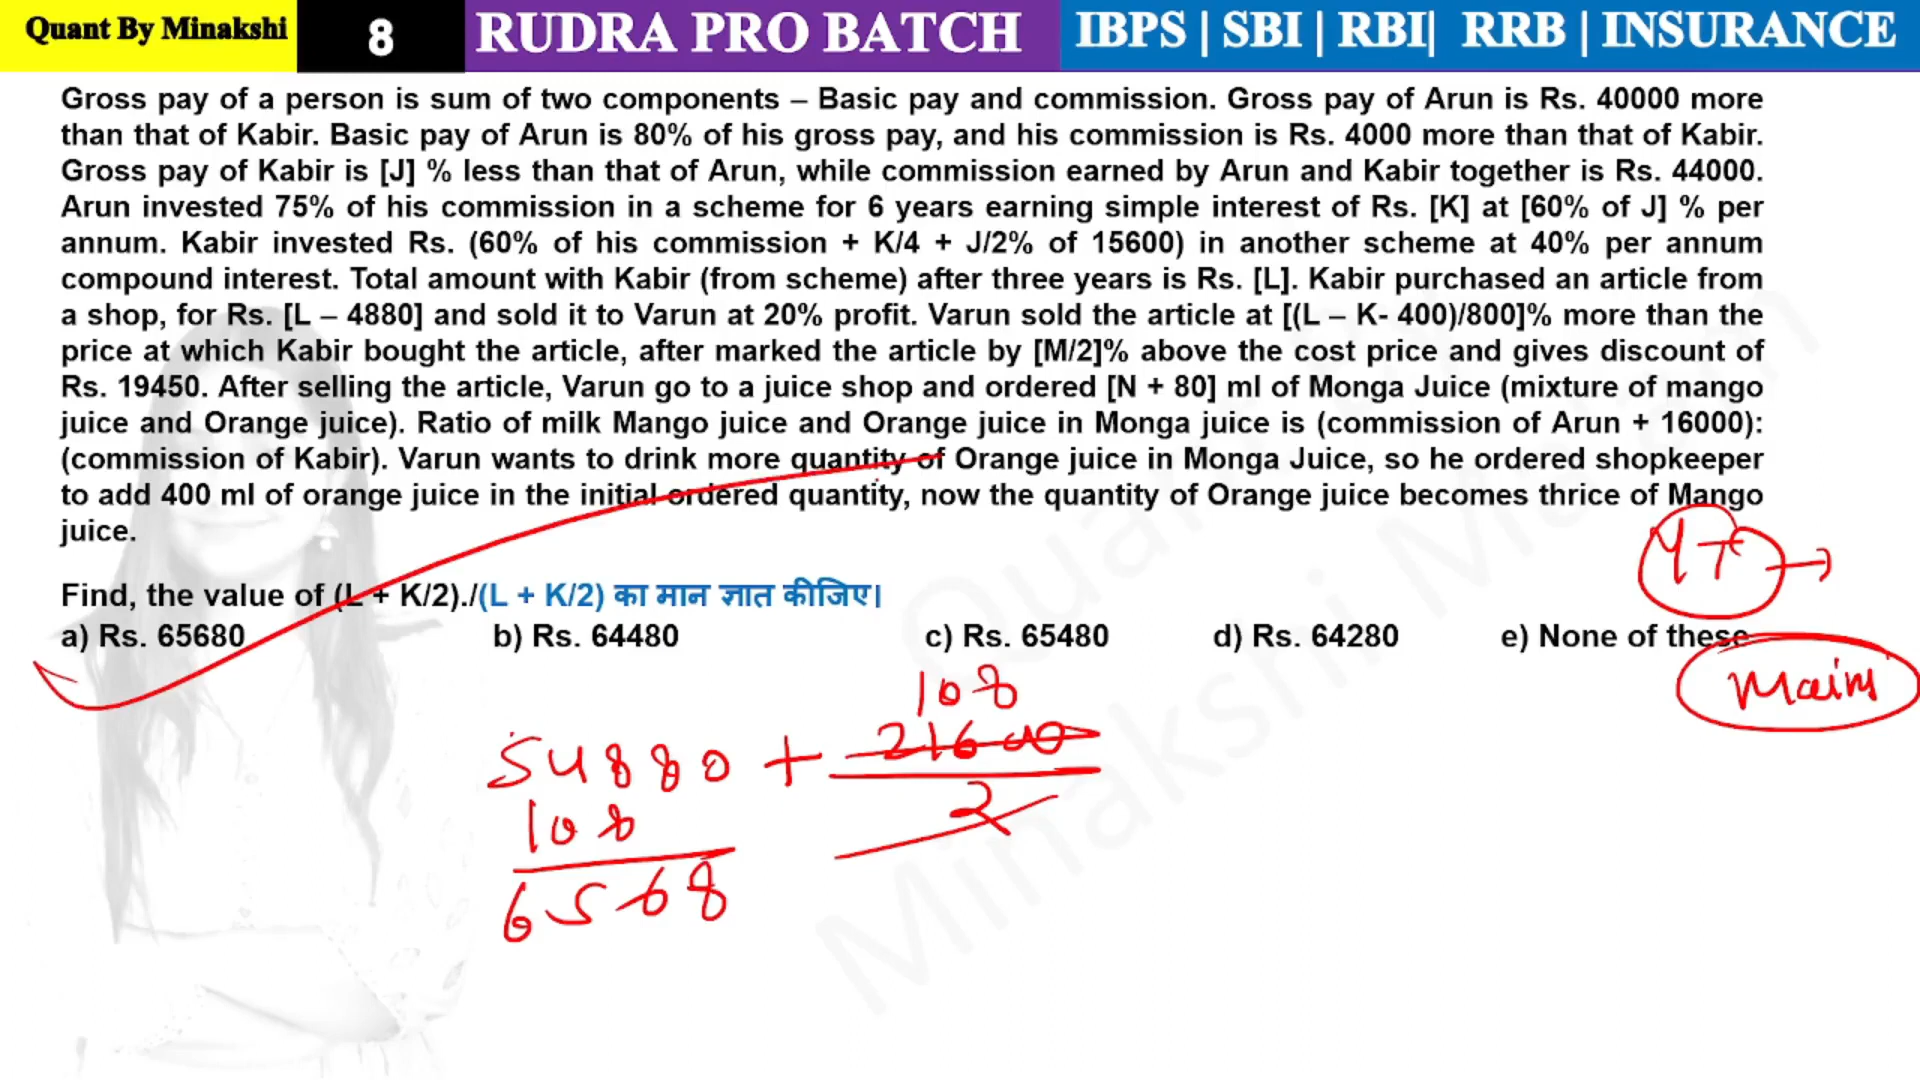 Quant By Minakshi 8 RUDRA PRO BATCH IBPS | SBI | RBI| RRB | INSURANCE
Gross pay of a person is sum of two components – Basic pay and commission. Gross pay of Arun is Rs. 40000 more
than that of Kabir. Basic pay of Arun is 80% of his gross pay, and his commission is Rs. 4000 more than that of Kabir.
Gross pay of Kabir is [J] % less than that of Arun, while commission earned by Arun and Kabir together is Rs. 44000.
Arun invested 75% of his commission in a scheme for 6 years earning simple interest of Rs. [K] at [60% of J] % per
annum. Kabir invested Rs. (60% of his commission + K/4 + J/2% of 15600) in another scheme at 40% per annum
compound interest. Total amount with Kabir (from scheme) after three years is Rs. [L]. Kabir purchased an article from
a shop, for Rs. [L – 4880] and sold it to Varun at 20% profit. Varun sold the article at [(L – K- 400)/800]% more than the
price at which Kabir bought the article, after marked the article by [M/2]% above the cost price and gives discount of
Rs. 19450. After selling the article, Varun go to a juice shop and ordered [N + 80] ml of Monga Juice (mixture of mango
juice and Orange juice). Ratio of milk Mango juice and Orange juice in Monga juice is (commission of Arun + 16000):
(commission of Kabir). Varun wants to drink more quantity of Orange juice in Monga Juice, so he ordered shopkeeper
to add 400 ml of orange juice in the initial ordered quantity, now the quantity of Orange juice becomes thrice of Mango
juice.
YT
Find, the value of (L + K/2)./(L + K/2) का मान ज्ञात कीजिए।
a) Rs. 65680 b) Rs. 64480 c) Rs. 65480 d) Rs. 64280 e) None of these
Mains
108
54880 + 21600
2
108
6568
Minakshi